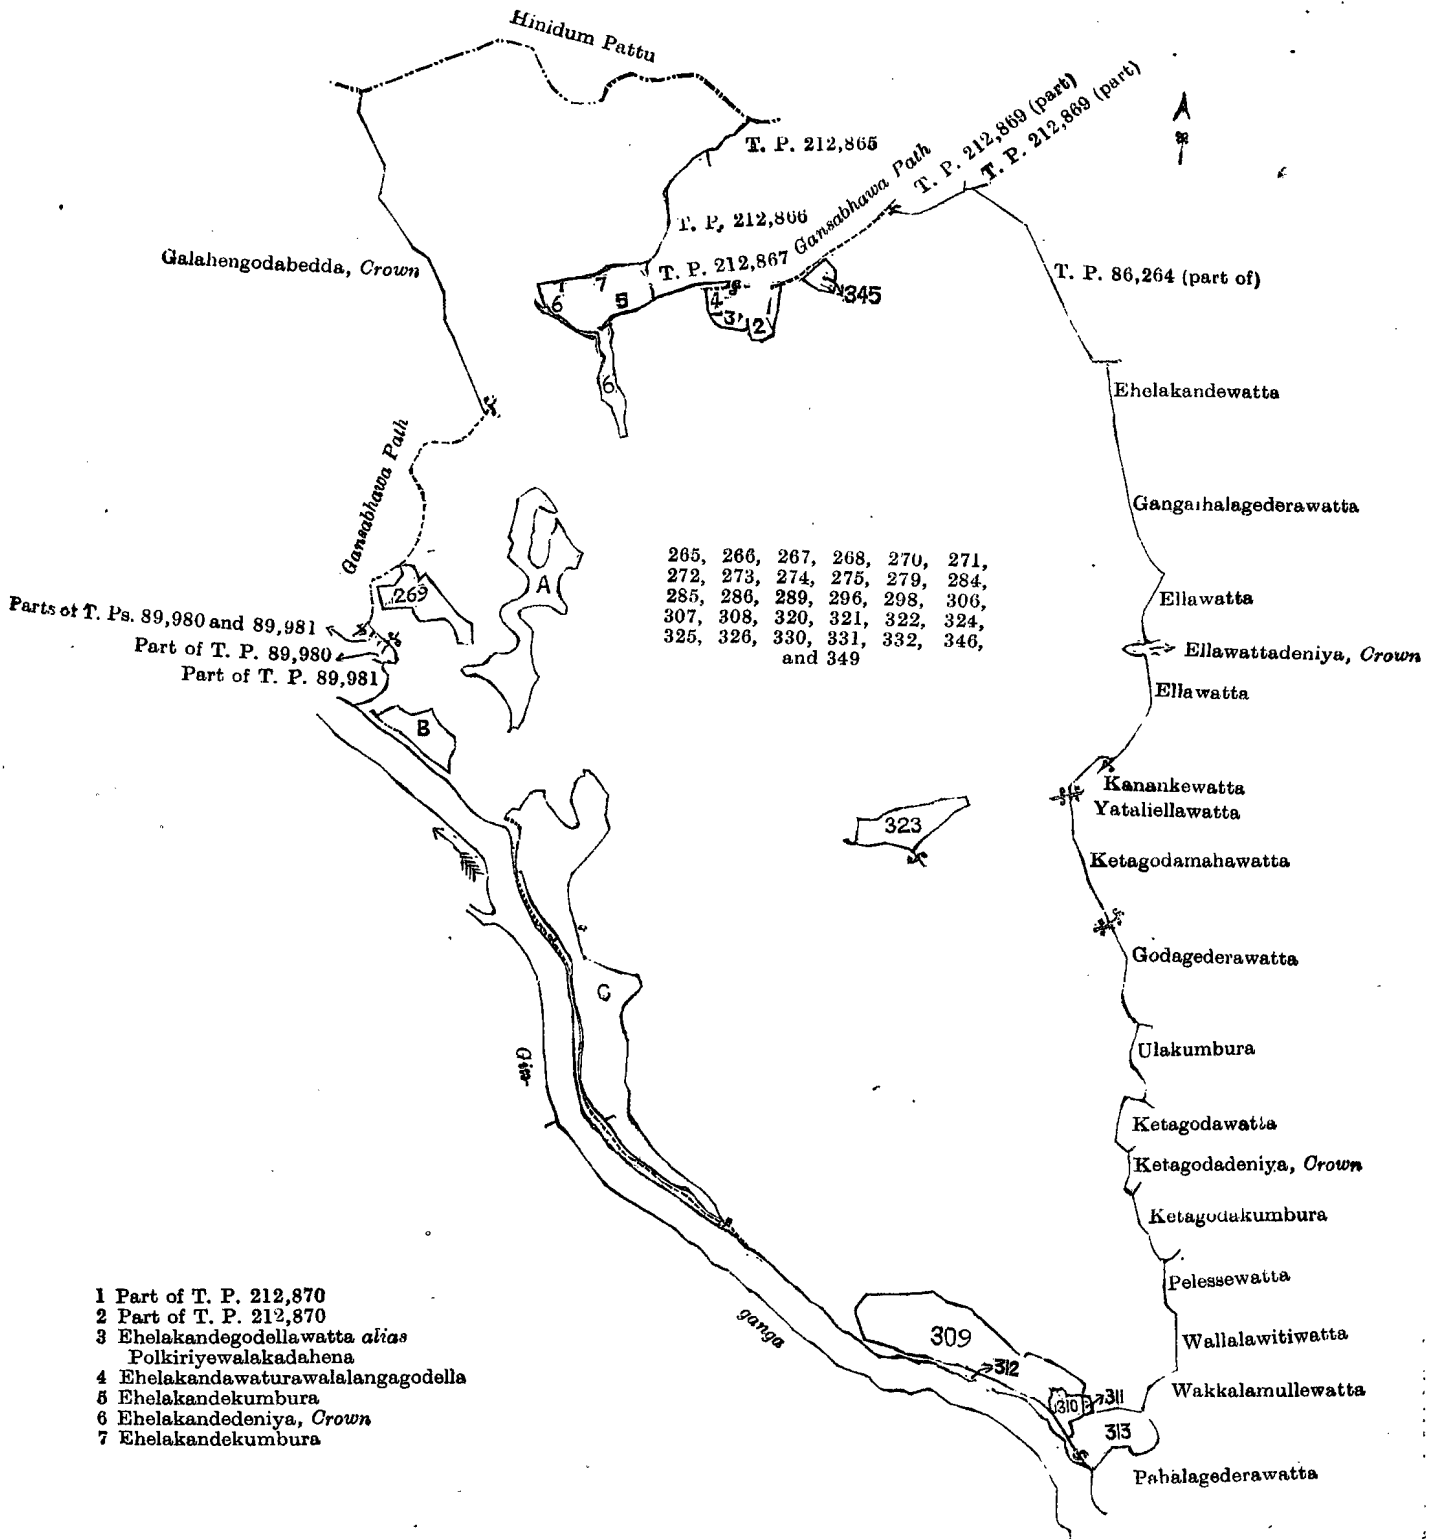 Hinidum Pattu
T. P. 212,865
T. P. 212,869 (part)
T. P. 212,869 (part)
Gansabhawa Path
T. P. 212,866
T. P. 212,867
Galahengodabedda, Crown
T. P. 86,264 (part of)
7
6
5
4
3
2
345
6
Ehelakandewatta
Gansabhawa Path
Gangaihalagederawatta
A
265, 266, 267, 268, 270, 271,
272, 273, 274, 275, 279, 284,
285, 286, 289, 296, 298, 306,
307, 308, 320, 321, 322, 324,
325, 326, 330, 331, 332, 346,
and 349
269
Ellawatta
Parts of T. Ps. 89,980 and 89,981
Part of T. P. 89,980
Part of T. P. 89,981
Ellawattadeniya, Crown
Ellawatta
B
Kanankewatta
Yataliellawatta
323
Ketagodamahawatta
Godagederawatta
C
Ulakumbura
Gin-
Ketagodawatta
Ketagodadeniya, Crown
Ketagodakumbura
Pelessewatta
ganga
Wallalawitiwatta
309
312
Wakkalamullewatta
310
311
313
Pahalagederawatta
1 Part of T. P. 212,870
2 Part of T. P. 212,870
3 Ehelakandegodellawatta alias
Polkiriyewalakadahena
4 Ehelakandawaturawalalangagodella
5 Ehelakandekumbura
6 Ehelakandedeniya, Crown
7 Ehelakandekumbura